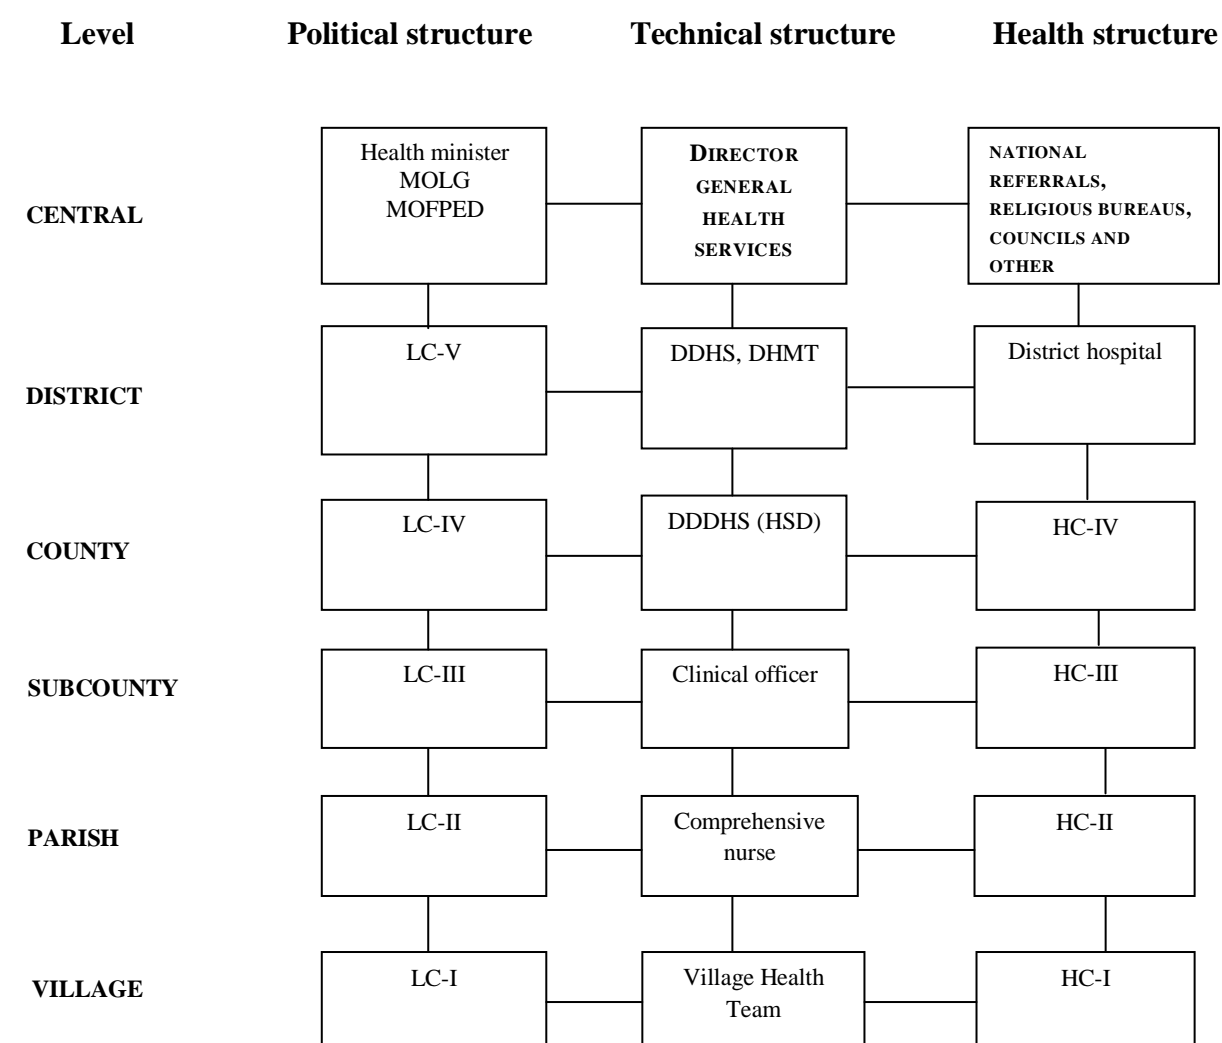 Level Political structure Technical structure Health structure
CENTRAL
Health minister
MOLG
MOFPED
DIRECTOR
GENERAL
HEALTH
SERVICES
NATIONAL
REFERRALS,
RELIGIOUS BUREAUS,
COUNCILS AND
OTHER
DISTRICT
LC-V
DDHS, DHMT
District hospital
COUNTY
LC-IV
DDDHS (HSD)
HC-IV
SUBCOUNTY
LC-III
Clinical officer
HC-III
PARISH
LC-II
Comprehensive
nurse
HC-II
VILLAGE
LC-I
Village Health
Team
HC-I